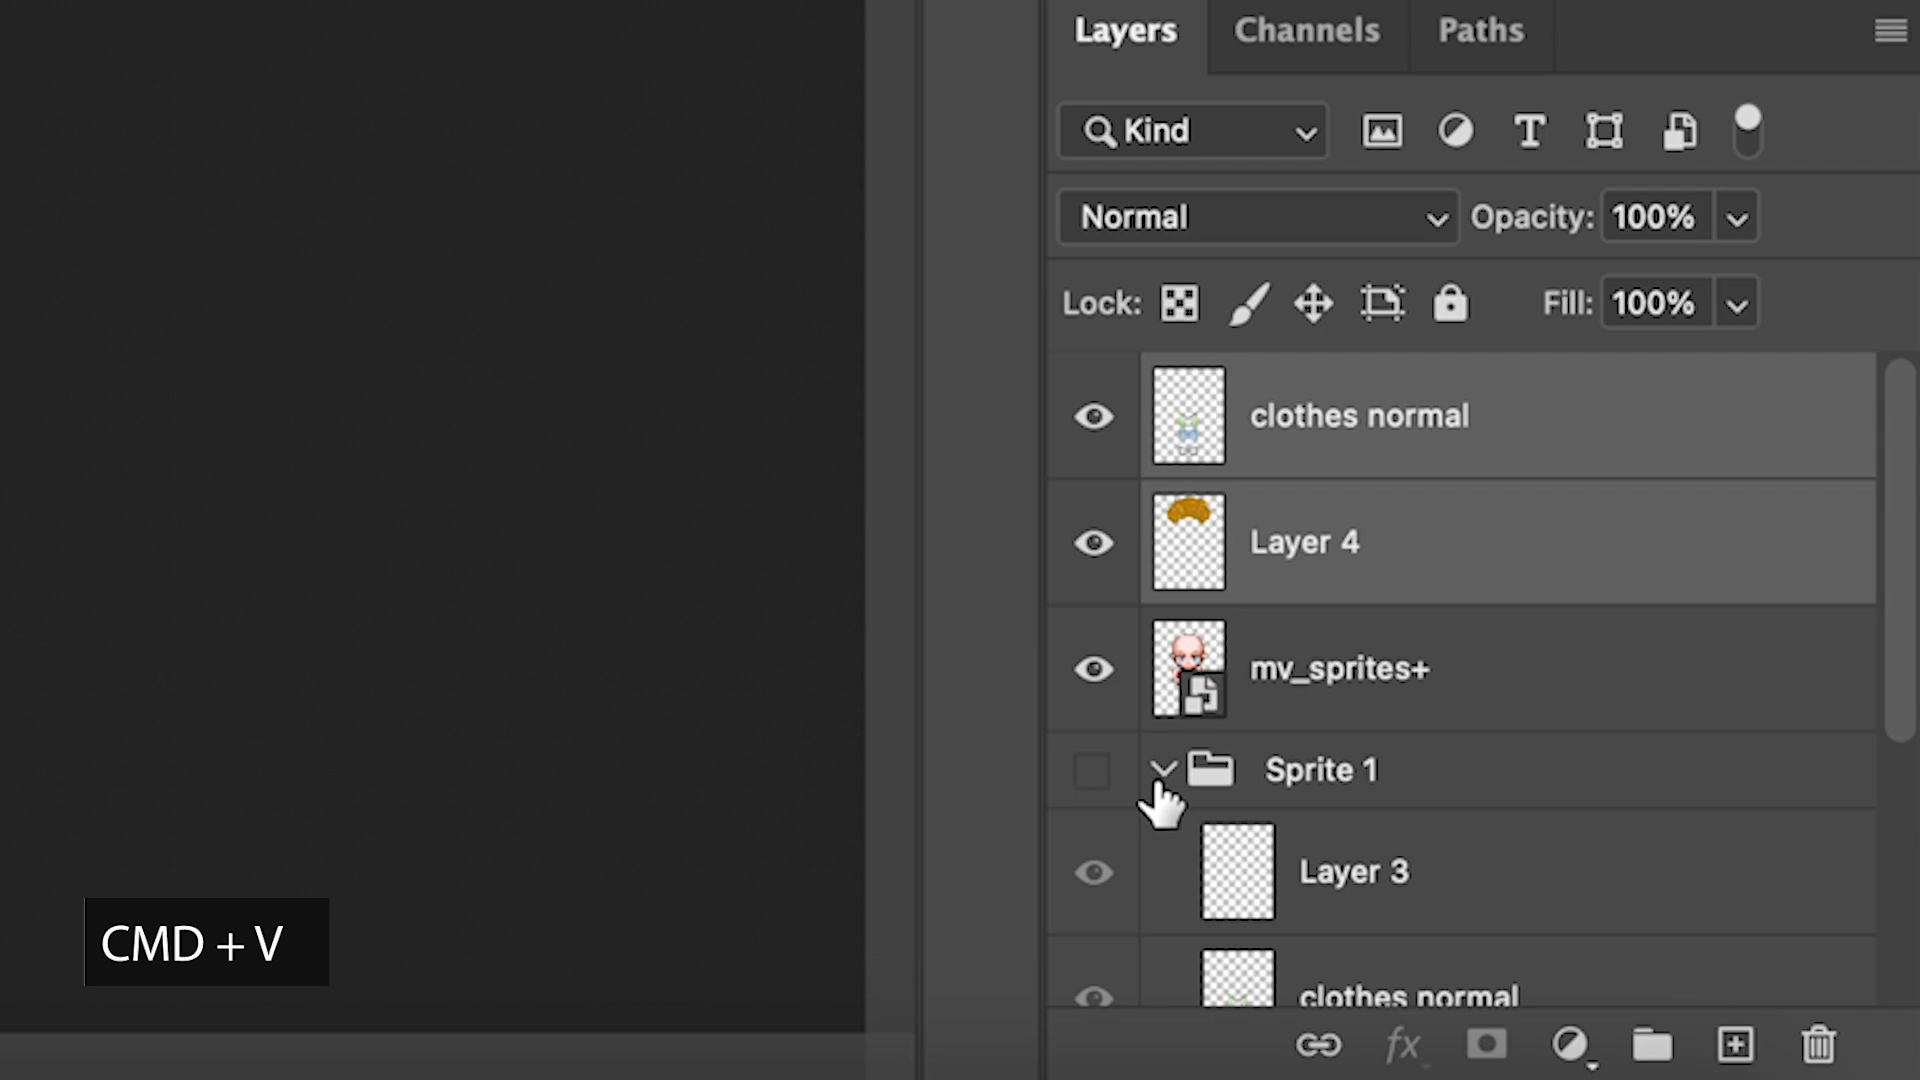 Layers Channels Paths
Kind
Normal Opacity: 100%
Lock: Fill: 100%
clothes normal
Layer 4
mv_sprites+
Sprite 1
Layer 3
clothes normal
fx
CMD + V